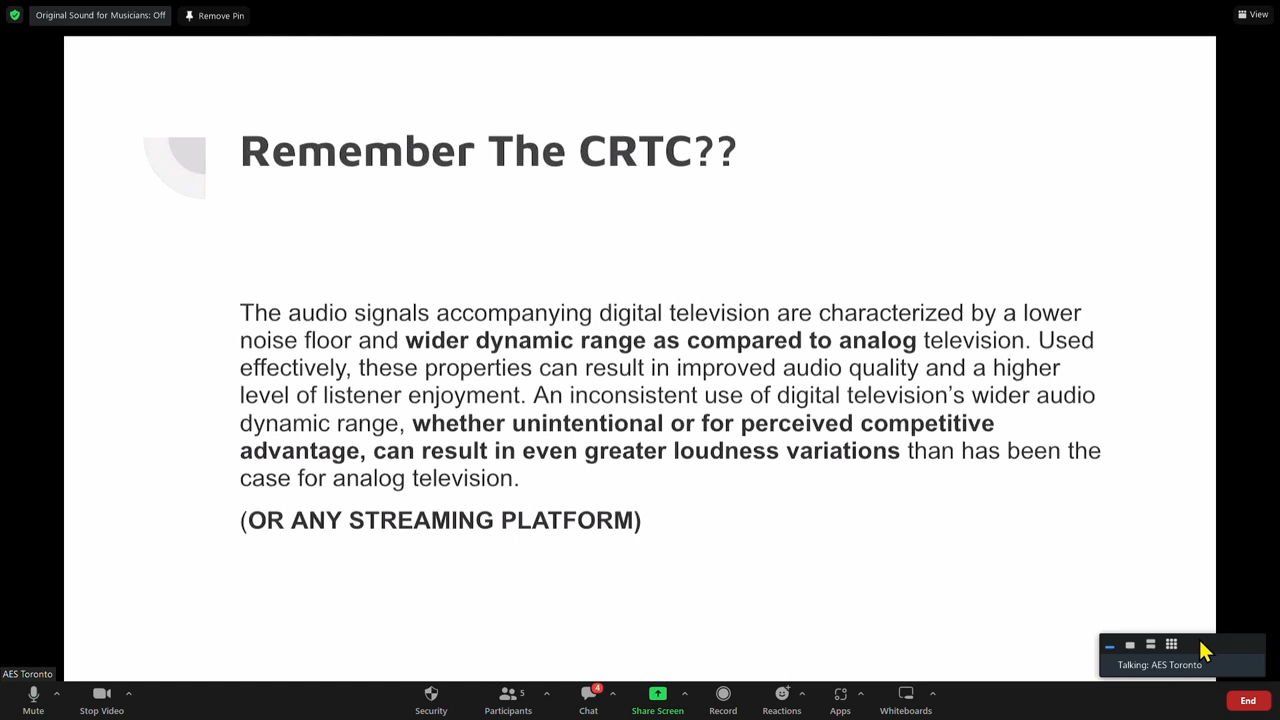 Original Sound for Musicians: Off
Remove Pin
View
Remember The CRTC??
The audio signals accompanying digital television are characterized by a lower
noise floor and wider dynamic range as compared to analog television. Used
effectively, these properties can result in improved audio quality and a higher
level of listener enjoyment. An inconsistent use of digital television’s wider audio
dynamic range, whether unintentional or for perceived competitive
advantage, can result in even greater loudness variations than has been the
case for analog television.
(OR ANY STREAMING PLATFORM)
Talking: AES Toronto
AES Toronto
5
4
Mute
Stop Video
Security
Participants
Chat
Share Screen
Record
Reactions
Apps
Whiteboards
End